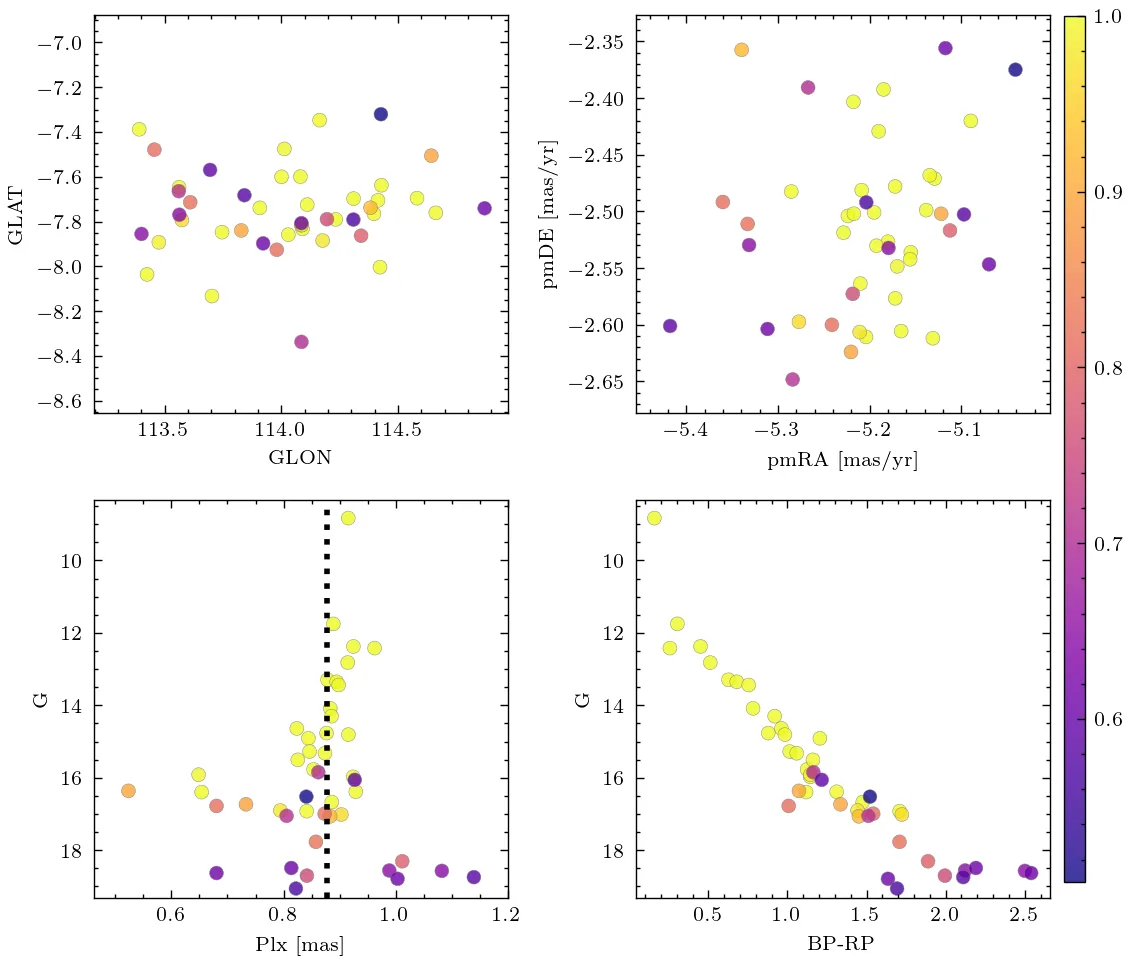 −7.0
−7.2
−7.4
−7.6
−7.8
−8.0
−8.2
−8.4
−8.6
GLAT
113.5 114.0 114.5
GLON
−2.35
−2.40
−2.45
−2.50
−2.55
−2.60
−2.65
pmDE [mas/yr]
−5.4 −5.3 −5.2 −5.1
pmRA [mas/yr]
1.0
0.9
0.8
0.7
0.6
10
12
14
16
18
G
0.6 0.8 1.0 1.2
Plx [mas]
10
12
14
16
18
G
0.5 1.0 1.5 2.0 2.5
BP-RP